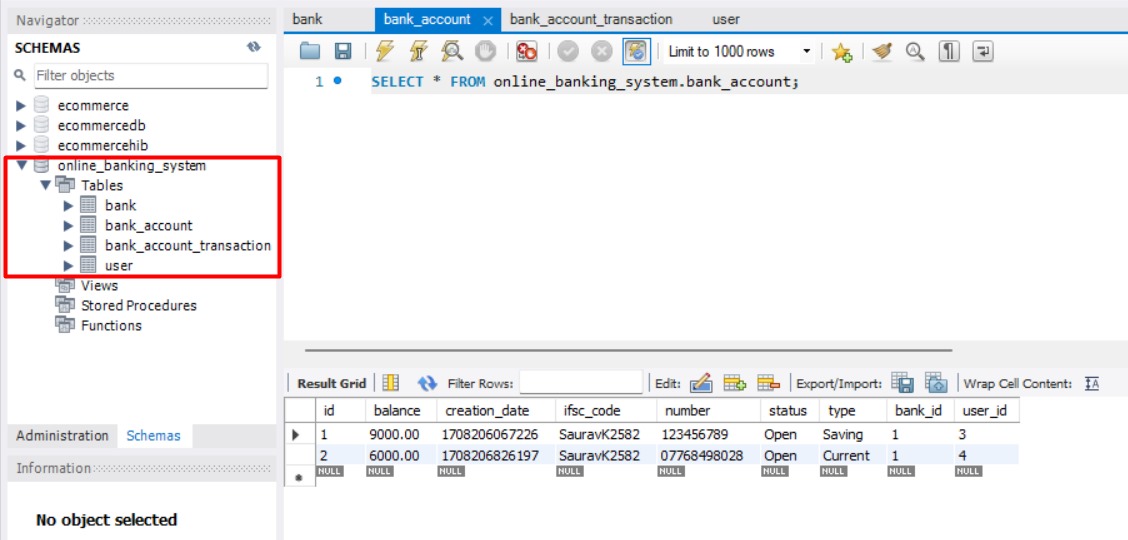 Navigator
SCHEMAS
Filter objects
ecommerce
ecommercedb
ecommercehib
online_banking_system
Tables
bank
bank_account
bank_account_transaction
user
Views
Stored Procedures
Functions
Administration Schemas
Information
No object selected
bank bank_account bank_account_transaction user
Limit to 1000 rows
1 SELECT * FROM online_banking_system.bank_account;
Result Grid Filter Rows: Edit: Export/Import: Wrap Cell Content: IA
id balance creation_date ifsc_code number status type bank_id user_id
1 9000.00 1708206067226 SauravK2582 123456789 Open Saving 1 3
2 6000.00 1708206826197 SauravK2582 07768498028 Open Current 1 4
NULL NULL NULL NULL NULL NULL NULL NULL NULL